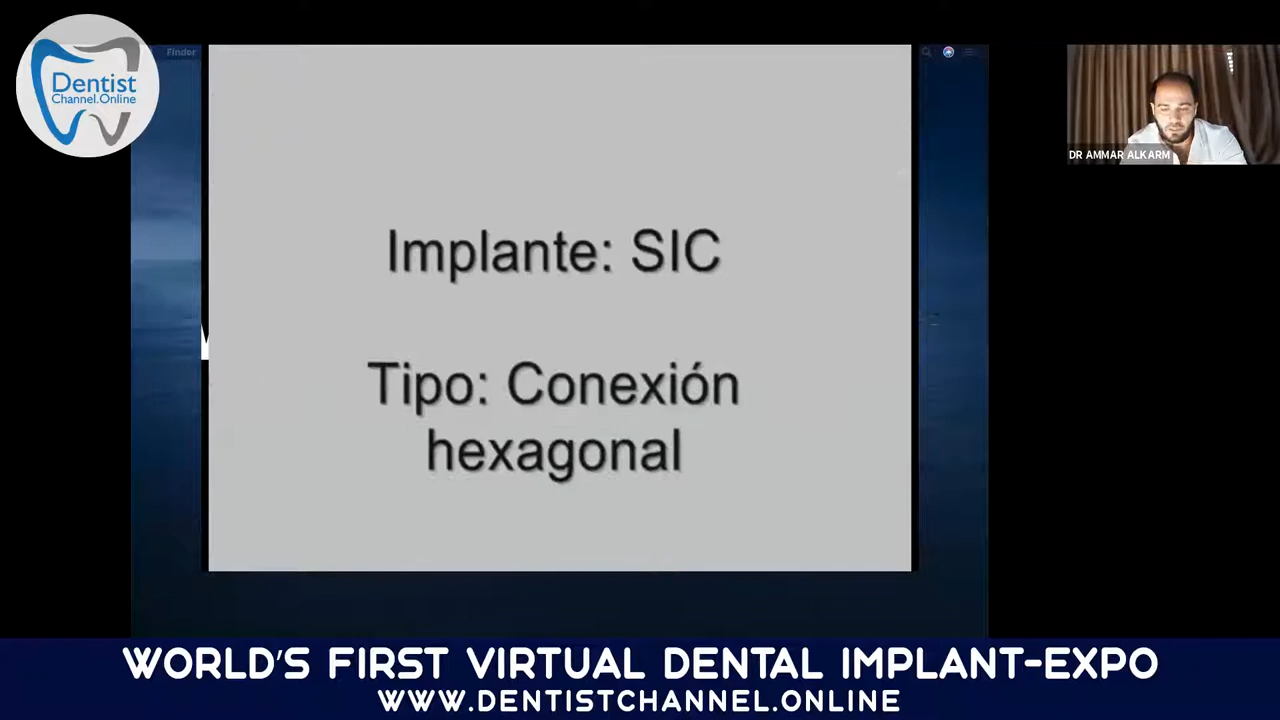 Dentist
Channel.Online
Finder
DR AMMAR ALKARM
Implante: SIC
Tipo: Conexión
hexagonal
WORLD'S FIRST VIRTUAL DENTAL IMPLANT-EXPO
WWW.DENTISTCHANNEL.ONLINE